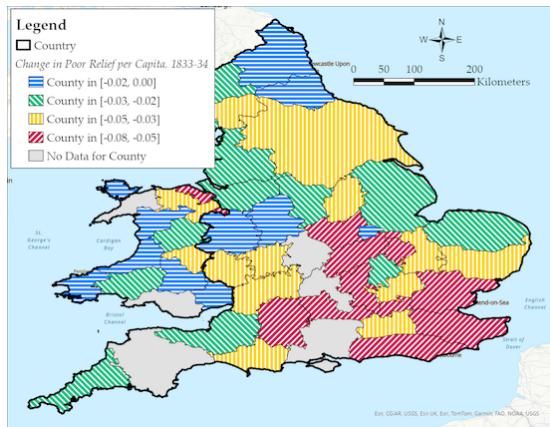 Legend
Country
Change in Poor Relief per Capita, 1833-34
County in [-0.02, 0.00]
County in [-0.03, -0.02]
County in [-0.05, -0.03]
County in [-0.08, -0.05]
No Data for County
N
W E
S
0 50 100 200
Kilometers
wcastle Upon
St.
George's
Channel
Cardigan
Bay
Bristol
Channel
end-on-Sea
English
Channel
Strait of
Dover
Esri, CGIAR, USGS, Esri UK, Esri, TomTom, Garmin, FAO, NOAA, USGS